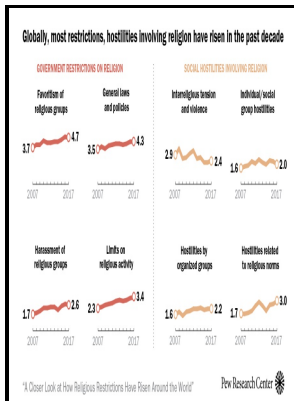 Globally, most restrictions, hostilities involving religion have risen in the past decade
GOVERNMENT RESTRICTIONS ON RELIGION
SOCIAL HOSTILITIES INVOLVING RELIGION
Favoritism of
religious groups
3.7
4.7
2007 2017
General laws
and policies
3.5
4.3
2007 2017
Interreligious tension
and violence
2.9
2.4
2007 2017
Individual/social
group hostilities
1.6
2.0
2007 2017
Harassment of
religious groups
1.7
2.6
2007 2017
Limits on
religious activity
2.3
3.4
2007 2017
Hostilities by
organized groups
1.6
2.2
2007 2017
Hostilities related
to religious norms
1.7
3.0
2007 2017
"A Closer Look at How Religious Restrictions Have Risen Around the World"
Pew Research Center